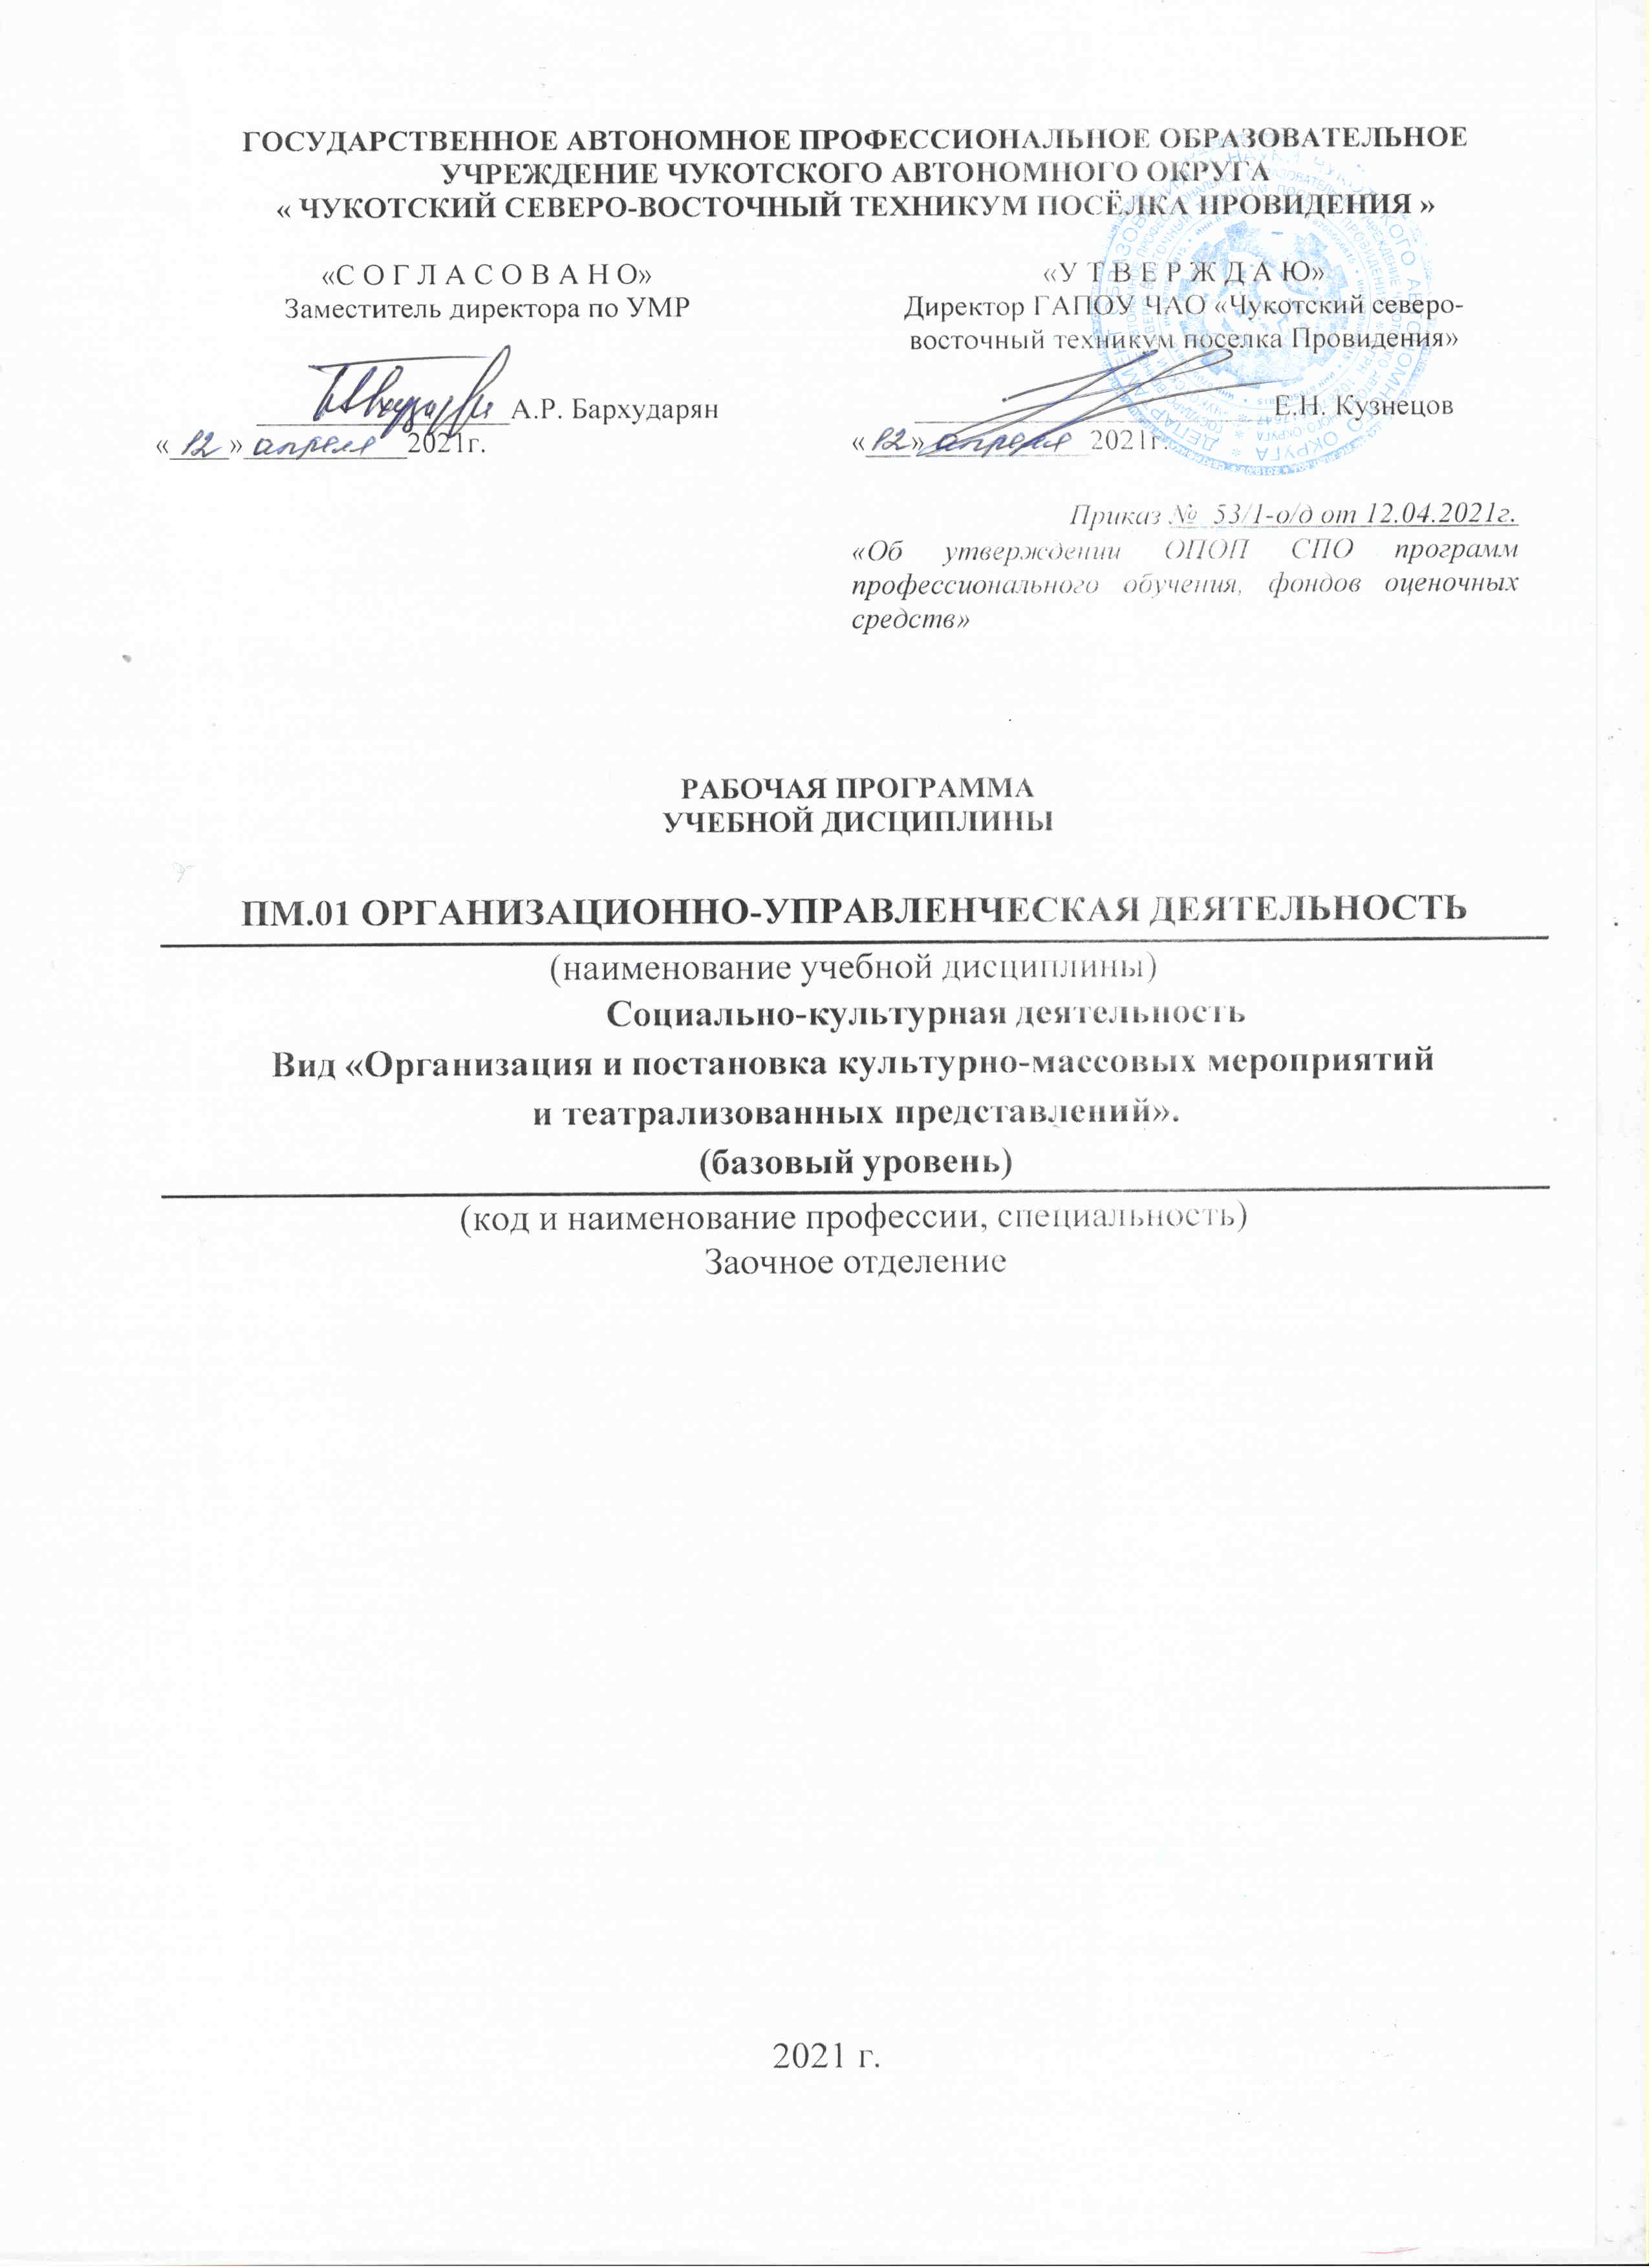 ГОСУДАРСТВЕННОЕ АВТОНОМНОЕ ПРОФЕССИОНАЛЬНОЕ ОБРАЗОВАТЕЛЬНОЕ
УЧРЕЖДЕНИЕ ЧУКОТСКОГО АВТОНОМНОГО ОКРУГА
« ЧУКОТСКИЙ СЕВЕРО-ВОСТОЧНЫЙ ТЕХНИКУМ ПОСЁЛКА ПРОВИДЕНИЯ »
«С О Г Л А С О В А Н О»
Заместитель директора по УМР
А.Р. Бархударян
«12» апреля 2021г.
«У Т В Е Р Ж Д А Ю»
Директор ГАПОУ ЧАО «Чукотский северо-
восточный техникум поселка Провидения»
Е.Н. Кузнецов
«12» апреля 2021г.
Приказ № 53/1-о/д от 12.04.2021г.
«Об утверждении ОПОП СПО программ
профессионального обучения, фондов оценочных
средств»
РАБОЧАЯ ПРОГРАММА
УЧЕБНОЙ ДИСЦИПЛИНЫ
ПМ.01 ОРГАНИЗАЦИОННО-УПРАВЛЕНЧЕСКАЯ ДЕЯТЕЛЬНОСТЬ
(наименование учебной дисциплины)
Социально-культурная деятельность
Вид «Организация и постановка культурно-массовых мероприятий
и театрализованных представлений».
(базовый уровень)
(код и наименование профессии, специальность)
Заочное отделение
2021 г.